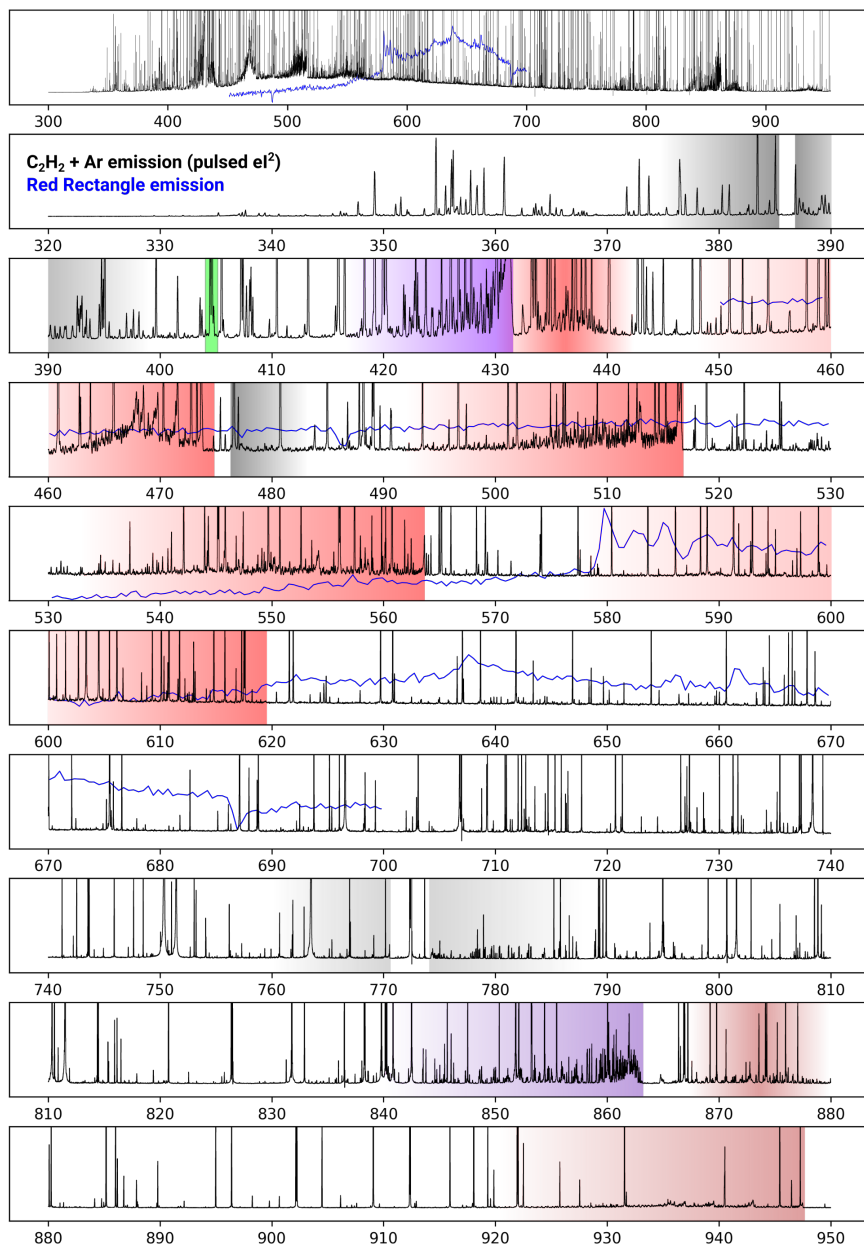 300 400 500 600 700 800 900
C₂H₂ + Ar emission (pulsed eI²)
Red Rectangle emission
320 330 340 350 360 370 380 390
390 400 410 420 430 440 450 460
460 470 480 490 500 510 520 530
530 540 550 560 570 580 590 600
600 610 620 630 640 650 660 670
670 680 690 700 710 720 730 740
740 750 760 770 780 790 800 810
810 820 830 840 850 860 870 880
880 890 900 910 920 930 940 950